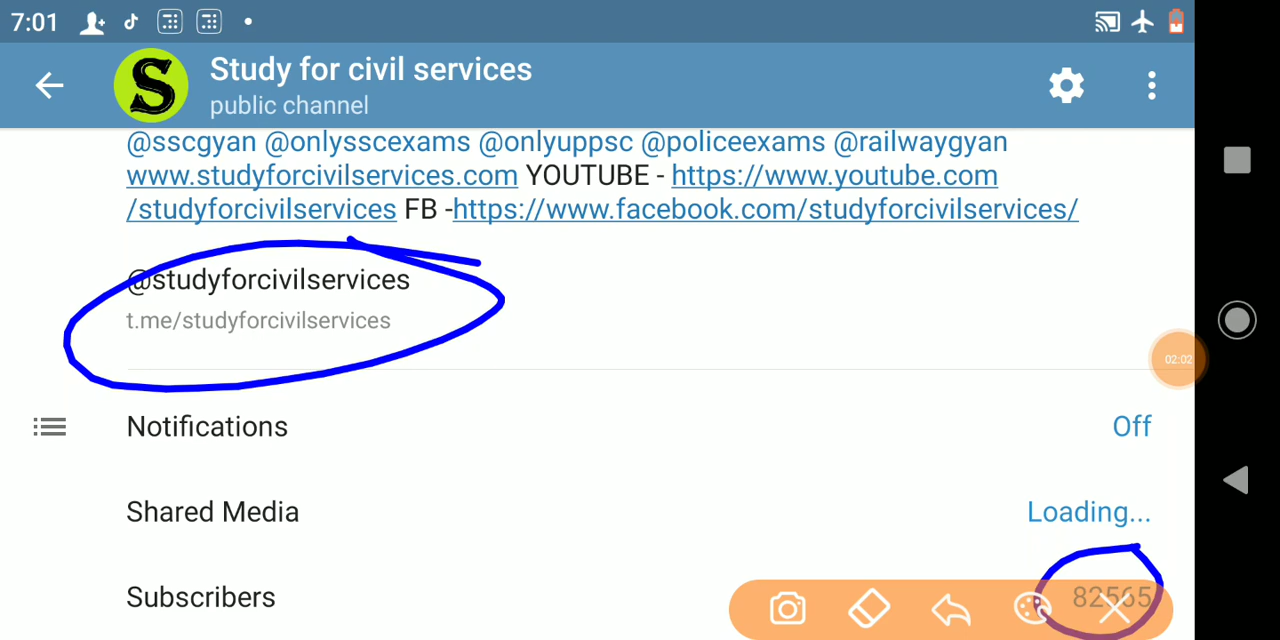 7:01
Study for civil services
public channel
@sscgyan @onlysscexams @onlyuppsc @policeexams @railwaygyan
www.studyforcivilservices.com YOUTUBE - https://www.youtube.com
/studyforcivilservices FB -https://www.facebook.com/studyforcivilservices/
@studyforcivilservices
t.me/studyforcivilservices
02:02
Notifications Off
Shared Media Loading...
Subscribers 82565